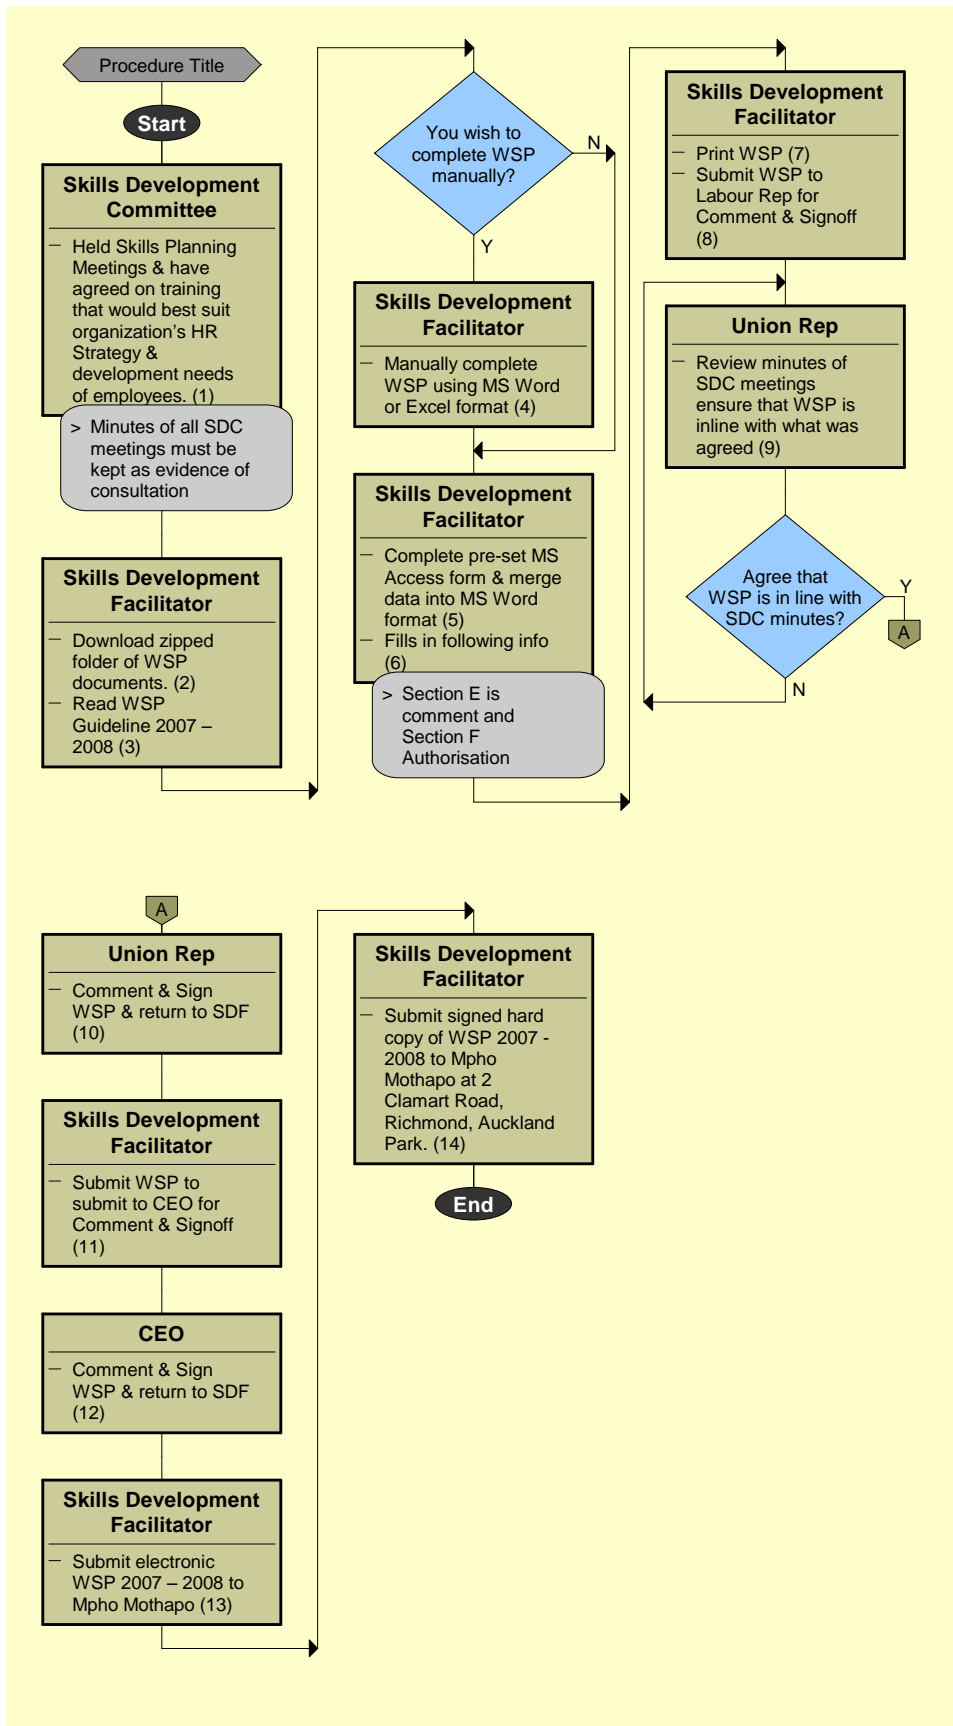 Procedure Title
Start
Skills Development
Committee
— Held Skills Planning
Meetings & have
agreed on training
that would best suit
organization's HR
Strategy &
development needs
of employees. (1)
> Minutes of all SDC
meetings must be
kept as evidence of
consultation
Skills Development
Facilitator
— Download zipped
folder of WSP
documents. (2)
— Read WSP
Guideline 2007 –
2008 (3)
You wish to
complete WSP
manually?
N
Y
Skills Development
Facilitator
— Manually complete
WSP using MS Word
or Excel format (4)
Skills Development
Facilitator
— Complete pre-set MS
Access form & merge
data into MS Word
format (5)
— Fills in following info
(6)
> Section E is
comment and
Section F
Authorisation
Skills Development
Facilitator
— Print WSP (7)
— Submit WSP to
Labour Rep for
Comment & Signoff
(8)
Union Rep
— Review minutes of
SDC meetings
ensure that WSP is
inline with what was
agreed (9)
Agree that
WSP is in line with
SDC minutes?
Y
A
N
A
Union Rep
— Comment & Sign
WSP & return to SDF
(10)
Skills Development
Facilitator
— Submit WSP to
submit to CEO for
Comment & Signoff
(11)
CEO
— Comment & Sign
WSP & return to SDF
(12)
Skills Development
Facilitator
— Submit electronic
WSP 2007 – 2008 to
Mpho Mothapo (13)
Skills Development
Facilitator
— Submit signed hard
copy of WSP 2007 -
2008 to Mpho
Mothapo at 2
Clamart Road,
Richmond, Auckland
Park. (14)
End